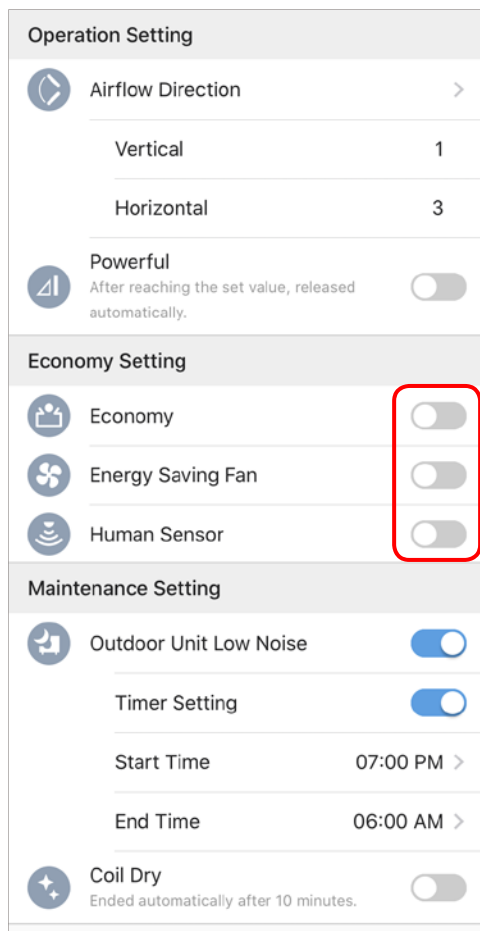 Operation Setting
Airflow Direction
Vertical 1
Horizontal 3
Powerful
After reaching the set value, released
automatically.
Economy Setting
Economy
Energy Saving Fan
Human Sensor
Maintenance Setting
Outdoor Unit Low Noise
Timer Setting
Start Time 07:00 PM
End Time 06:00 AM
Coil Dry
Ended automatically after 10 minutes.